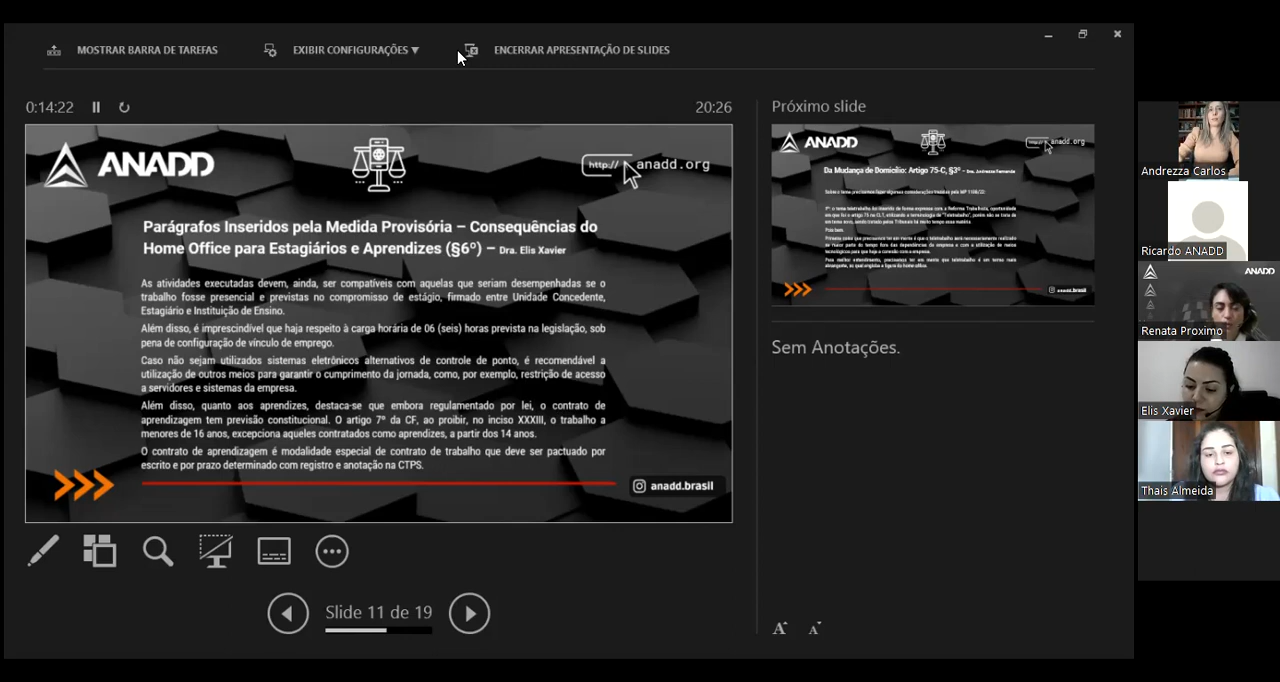 MOSTRAR BARRA DE TAREFAS
EXIBIR CONFIGURAÇÕES ▼
ENCERRAR APRESENTAÇÃO DE SLIDES
0:14:22
20:26
ANADD
http://
anadd.org
Parágrafos Inseridos pela Medida Provisória – Consequências do
Home Office para Estagiários e Aprendizes (§6º) – Dra. Elis Xavier
As atividades executadas devem, ainda, ser compatíveis com aquelas que seriam desempenhadas se o
trabalho fosse presencial e previstas no compromisso de estágio, firmado entre Unidade Concedente,
Estagiário e Instituição de Ensino.
Além disso, é imprescindível que haja respeito à carga horária de 06 (seis) horas prevista na legislação, sob
pena de configuração de vínculo de emprego.
Caso não sejam utilizados sistemas eletrônicos alternativos de controle de ponto, é recomendável a
utilização de outros meios para garantir o cumprimento da jornada, como, por exemplo, restrição de acesso
a servidores e sistemas da empresa.
Além disso, quanto aos aprendizes, destaca-se que embora regulamentado por lei, o contrato de
aprendizagem tem previsão constitucional. O artigo 7º da CF, ao proibir, no inciso XXXIII, o trabalho a
menores de 16 anos, excepciona aqueles contratados como aprendizes, a partir dos 14 anos.
O contrato de aprendizagem é modalidade especial de contrato de trabalho que deve ser pactuado por
escrito e por prazo determinado com registro e anotação na CTPS.
anadd.brasil
Slide 11 de 19
Próximo slide
ANADD
http://
anadd.org
Da Mudança de Domicílio: Artigo 75-C, §3º –
anadd.brasil
Sem Anotações.
A
A
Andrezza Carlos
Ricardo ANADD
ANADD
Renata Proximo
Elis Xavier
Thais Almeida